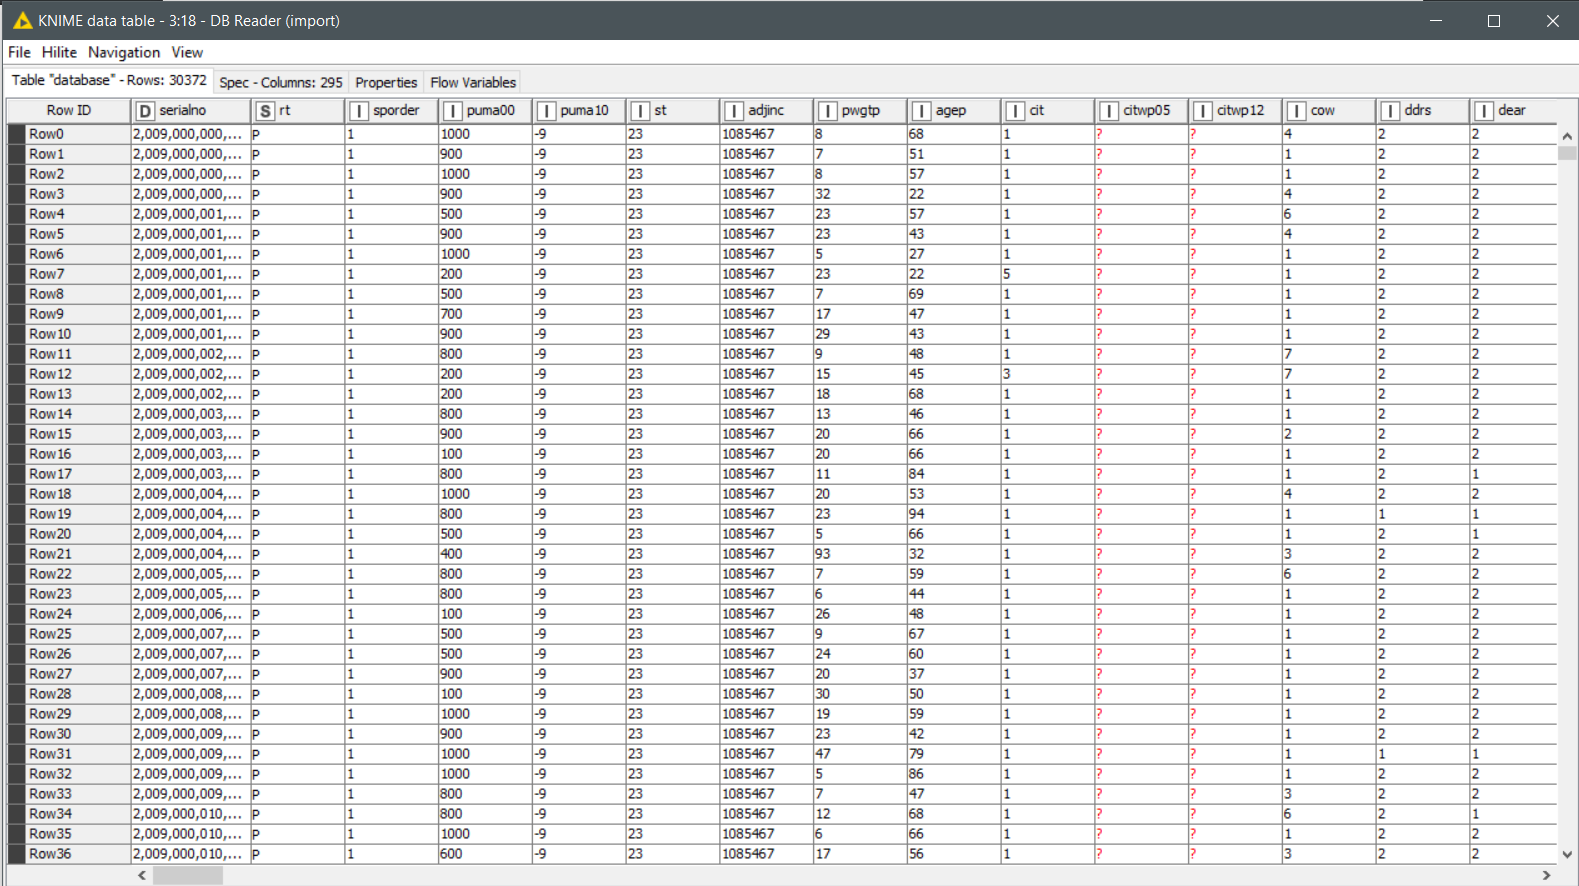 KNIME data table - 3:18 - DB Reader (import)
File Hilite Navigation View
Table "database" - Rows: 30372 Spec - Columns: 295 Properties Flow Variables
Row ID D serialno S rt I sporder I puma00 I puma10 I st I adjinc I pwgtp I agep I cit I citwp05 I citwp12 I cow I ddrs I dear
Row0 2,009,000,000,... P 1 1000 -9 23 1085467 8 68 1 ? ? 4 2 2
Row1 2,009,000,000,... P 1 900 -9 23 1085467 7 51 1 ? ? 1 2 2
Row2 2,009,000,000,... P 1 1000 -9 23 1085467 8 57 1 ? ? 1 2 2
Row3 2,009,000,000,... P 1 900 -9 23 1085467 32 22 1 ? ? 4 2 2
Row4 2,009,000,001,... P 1 500 -9 23 1085467 23 57 1 ? ? 6 2 2
Row5 2,009,000,001,... P 1 900 -9 23 1085467 23 43 1 ? ? 4 2 2
Row6 2,009,000,001,... P 1 1000 -9 23 1085467 5 27 1 ? ? 1 2 2
Row7 2,009,000,001,... P 1 200 -9 23 1085467 23 22 5 ? ? 1 2 2
Row8 2,009,000,001,... P 1 500 -9 23 1085467 7 69 1 ? ? 1 2 2
Row9 2,009,000,001,... P 1 700 -9 23 1085467 17 47 1 ? ? 1 2 2
Row10 2,009,000,001,... P 1 900 -9 23 1085467 29 43 1 ? ? 1 2 2
Row11 2,009,000,002,... P 1 800 -9 23 1085467 9 48 1 ? ? 7 2 2
Row12 2,009,000,002,... P 1 200 -9 23 1085467 15 45 3 ? ? 7 2 2
Row13 2,009,000,002,... P 1 200 -9 23 1085467 18 68 1 ? ? 1 2 2
Row14 2,009,000,003,... P 1 800 -9 23 1085467 13 46 1 ? ? 1 2 2
Row15 2,009,000,003,... P 1 900 -9 23 1085467 20 66 1 ? ? 2 2 2
Row16 2,009,000,003,... P 1 100 -9 23 1085467 20 66 1 ? ? 1 2 2
Row17 2,009,000,003,... P 1 800 -9 23 1085467 11 84 1 ? ? 1 2 1
Row18 2,009,000,004,... P 1 1000 -9 23 1085467 20 53 1 ? ? 4 2 2
Row19 2,009,000,004,... P 1 800 -9 23 1085467 23 94 1 ? ? 1 1 1
Row20 2,009,000,004,... P 1 500 -9 23 1085467 5 66 1 ? ? 1 2 1
Row21 2,009,000,004,... P 1 400 -9 23 1085467 93 32 1 ? ? 3 2 2
Row22 2,009,000,005,... P 1 800 -9 23 1085467 7 59 1 ? ? 6 2 2
Row23 2,009,000,005,... P 1 800 -9 23 1085467 6 44 1 ? ? 1 2 2
Row24 2,009,000,006,... P 1 100 -9 23 1085467 26 48 1 ? ? 1 2 2
Row25 2,009,000,007,... P 1 500 -9 23 1085467 9 67 1 ? ? 1 2 2
Row26 2,009,000,007,... P 1 500 -9 23 1085467 24 60 1 ? ? 1 2 2
Row27 2,009,000,007,... P 1 900 -9 23 1085467 20 37 1 ? ? 1 2 2
Row28 2,009,000,008,... P 1 100 -9 23 1085467 30 50 1 ? ? 1 2 2
Row29 2,009,000,008,... P 1 1000 -9 23 1085467 19 59 1 ? ? 1 2 2
Row30 2,009,000,009,... P 1 900 -9 23 1085467 23 42 1 ? ? 1 2 2
Row31 2,009,000,009,... P 1 1000 -9 23 1085467 47 79 1 ? ? 1 1 1
Row32 2,009,000,009,... P 1 1000 -9 23 1085467 5 86 1 ? ? 1 2 2
Row33 2,009,000,009,... P 1 800 -9 23 1085467 7 47 1 ? ? 3 2 2
Row34 2,009,000,010,... P 1 800 -9 23 1085467 12 68 1 ? ? 6 2 1
Row35 2,009,000,010,... P 1 1000 -9 23 1085467 6 66 1 ? ? 1 2 2
Row36 2,009,000,010,... P 1 600 -9 23 1085467 17 56 1 ? ? 3 2 2